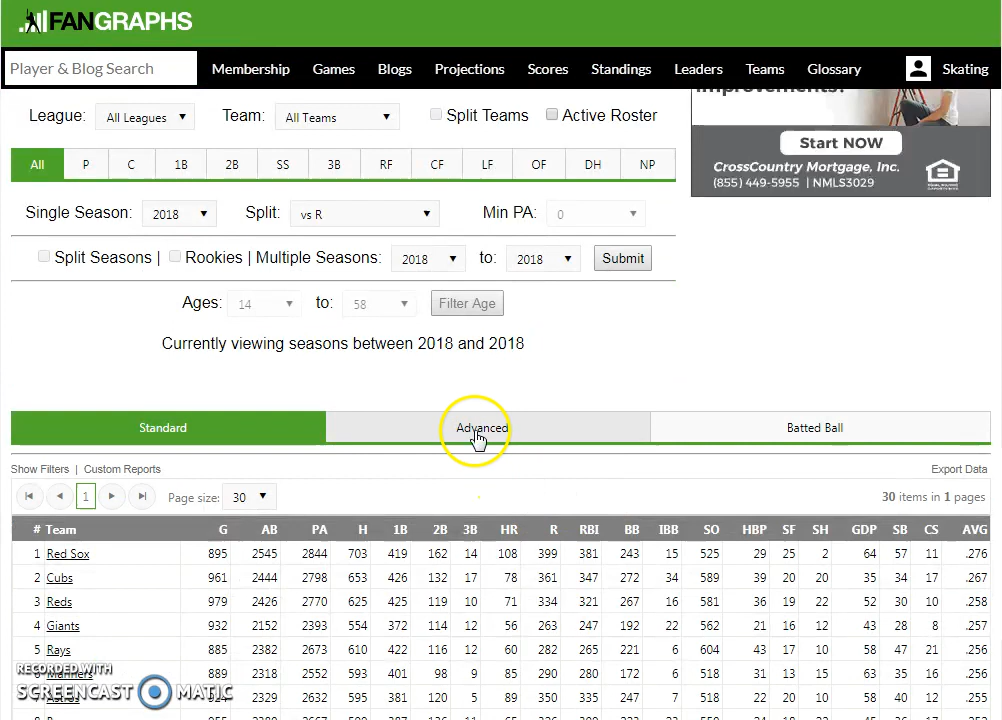 FANGRAPHS
Player & Blog Search Membership Games Blogs Projections Scores Standings Leaders Teams Glossary Skating
League: All Leagues Team: All Teams Split Teams Active Roster
All P C 1B 2B SS 3B RF CF LF OF DH NP
Single Season: 2018 Split: vs R Min PA: 0
Split Seasons | Rookies | Multiple Seasons: 2018 to: 2018 Submit
Ages: 14 to: 58 Filter Age
Currently viewing seasons between 2018 and 2018
Improvements?
Start NOW
CrossCountry Mortgage, Inc.
(855) 449-5955 | NMLS3029
Standard Advanced Batted Ball
Show Filters | Custom Reports Export Data
1 Page size: 30 30 items in 1 pages
# Team G AB PA H 1B 2B 3B HR R RBI BB IBB SO HBP SF SH GDP SB CS AVG
1 Red Sox 895 2545 2844 703 419 162 14 108 399 381 243 15 525 29 25 2 64 57 11 .276
2 Cubs 961 2444 2798 653 426 132 17 78 361 347 272 34 589 39 20 20 35 34 17 .267
3 Reds 979 2426 2770 625 425 119 10 71 334 321 267 16 581 36 19 22 52 30 10 .258
4 Giants 932 2152 2393 554 372 114 12 56 263 247 192 22 562 21 16 12 43 28 8 .257
5 Rays 885 2382 2673 610 422 116 12 60 282 265 221 6 604 43 17 10 58 47 21 .256
6 Mariners 889 2318 2552 593 401 98 9 85 290 280 172 6 518 31 13 15 63 35 16 .256
Astros 924 2329 2632 595 381 120 5 89 350 335 247 7 518 22 20 10 58 40 12 .255
RECORDED WITH
SCREENCAST MATIC